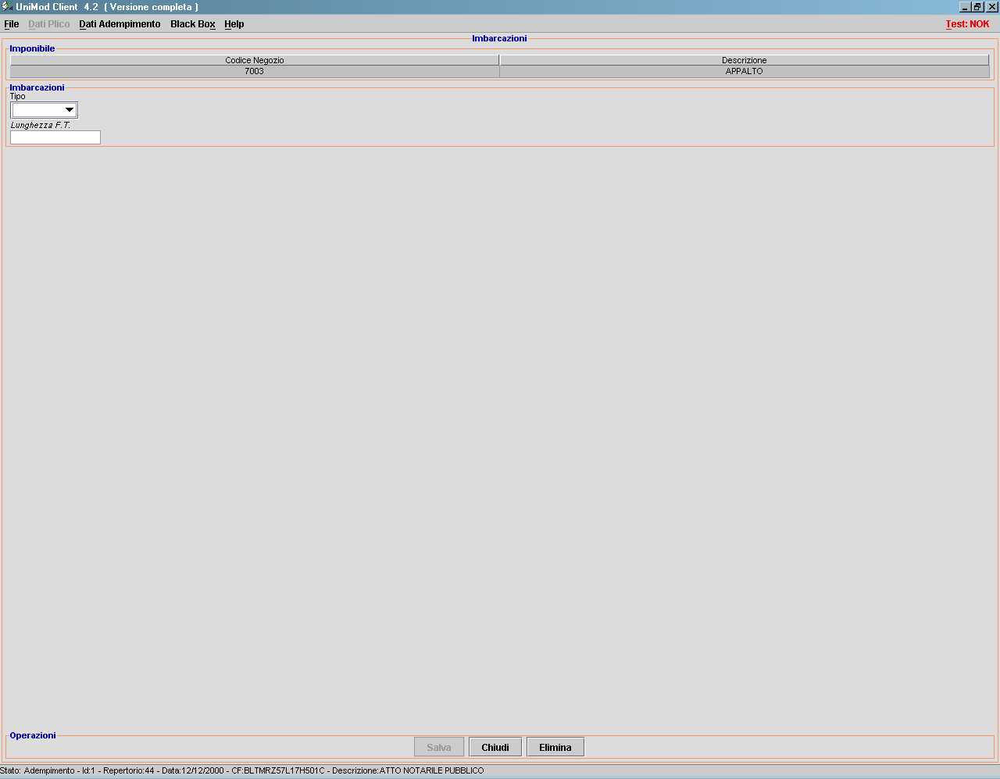 UniMod Client 4.2 ( Versione completa )
File Dati Plico Dati Adempimento Black Box Help Test: NOK
Imbarcazioni
Imponibile
Codice Negozio Descrizione
7003 APPALTO
Imbarcazioni
Tipo
Lunghezza F.T.
Operazioni
Salva Chiudi Elimina
Stato: Adempimento - Id:1 - Repertorio:44 - Data:12/12/2000 - CF:BLTMRZ57L17H501C - Descrizione:ATTO NOTARILE PUBBLICO